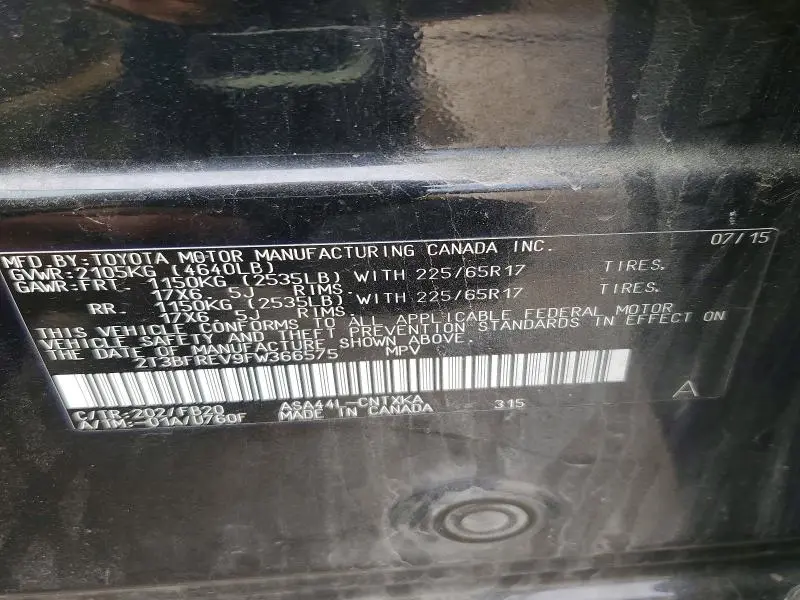 MFD.BY:TOYOTA MOTOR MANUFACTURING CANADA INC. 07/15
GVWR:2105KG (4640LB)
GAWR:FRT. 1150KG (2535LB) WITH 225/65R17 TIRES.
17X6.5J RIMS.
RR. 1150KG (2535LB) WITH 225/65R17 TIRES.
17X6.5J RIMS.
THIS VEHICLE CONFORMS TO ALL APPLICABLE FEDERAL MOTOR
VEHICLE SAFETY AND THEFT PREVENTION STANDARDS IN EFFECT ON
THE DATE OF MANUFACTURE SHOWN ABOVE.
2T3BFREV9FW366575 MPV
C/TR:202/FB20 ASA44L-CNTXKA 315 A
A/TM:-01A/U760F MADE IN CANADA